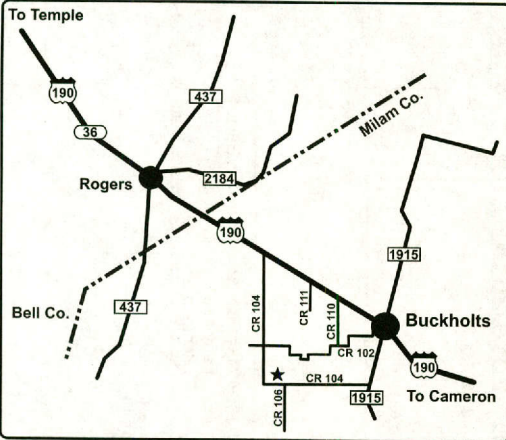 To Temple
190
36
437
Milam Co.
Rogers
2184
190
1915
Bell Co.
437
CR 104
CR 111
CR 110
Buckholts
CR 102
190
CR 104
To Cameron
CR 106
1915